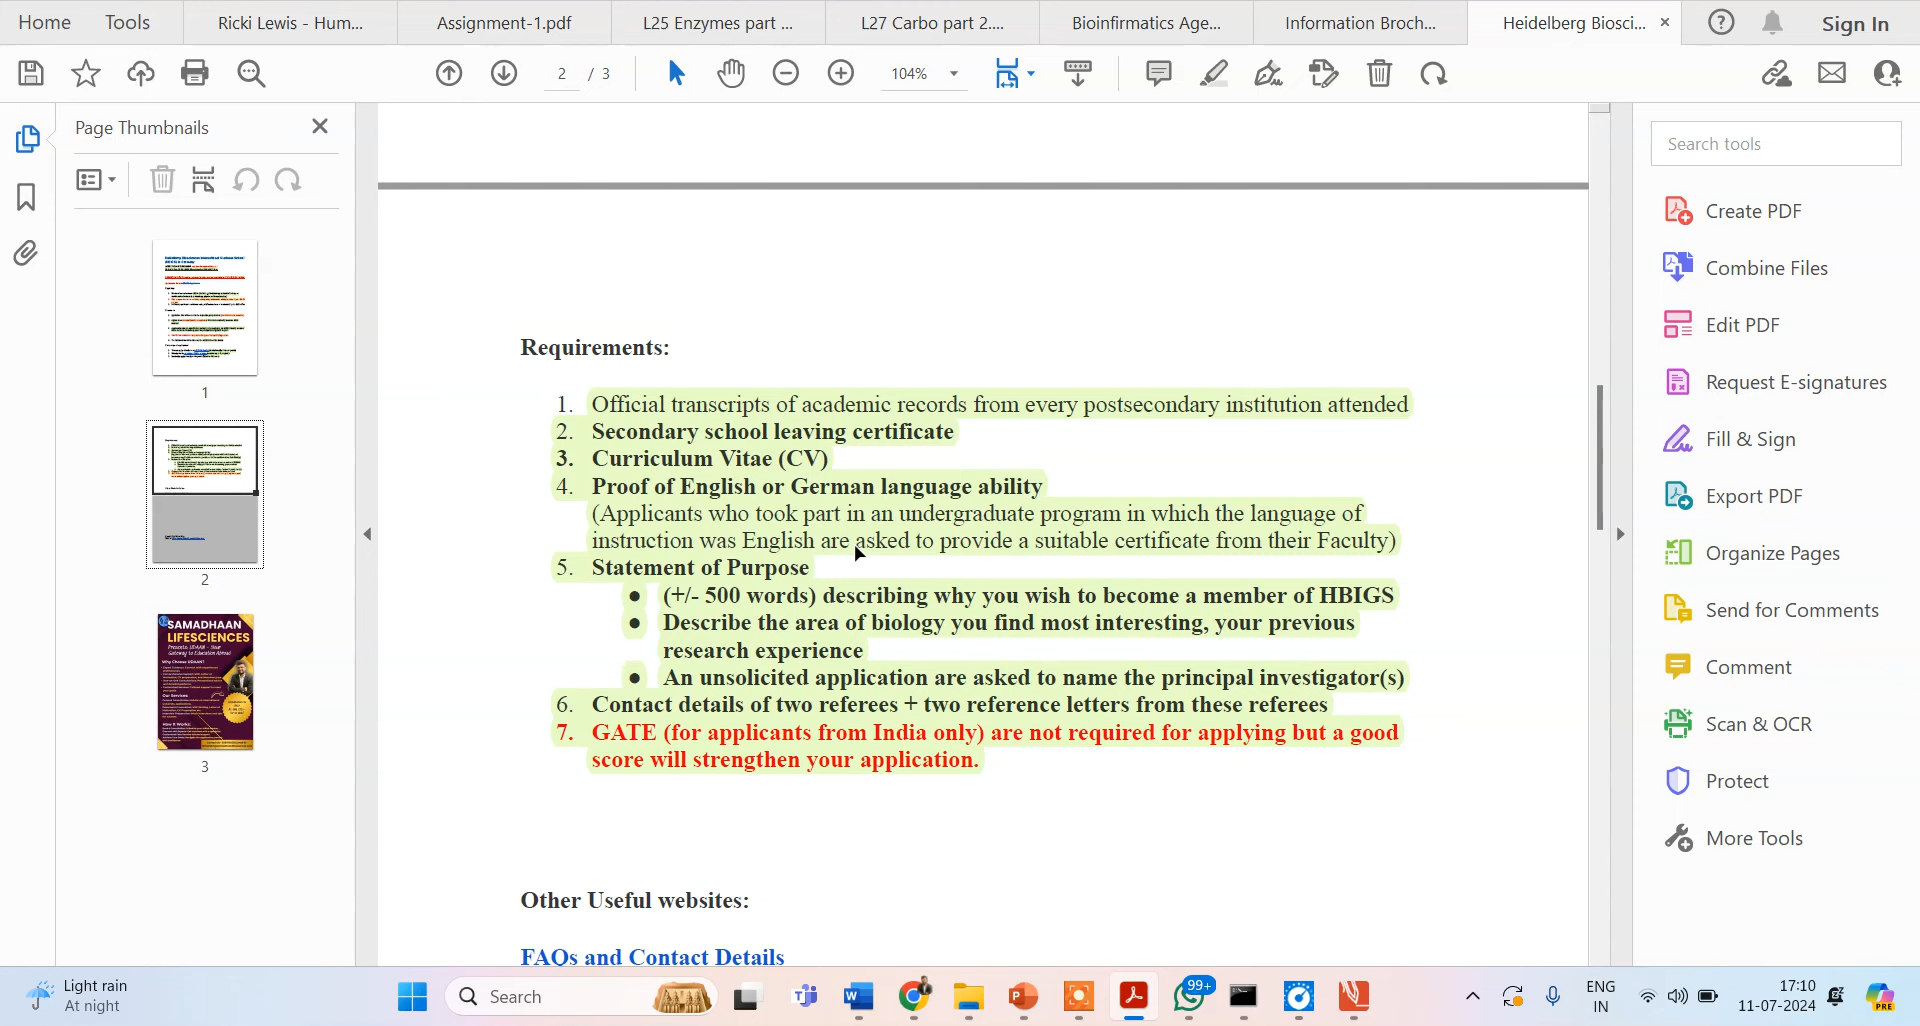 Home Tools Ricki Lewis - Hum... Assignment-1.pdf L25 Enzymes part ... L27 Carbo part 2.... Bioinfirmatics Age... Information Broch... Heidelberg Biosci... × Sign In
2 / 3 104%
Page Thumbnails
Search tools
Create PDF
Combine Files
Edit PDF
Request E-signatures
Fill & Sign
Export PDF
Organize Pages
Send for Comments
Comment
Scan & OCR
Protect
More Tools
1
2
SAMADHAAN
LIFESCIENCES
3
Requirements:
1. Official transcripts of academic records from every postsecondary institution attended
2. Secondary school leaving certificate
3. Curriculum Vitae (CV)
4. Proof of English or German language ability
(Applicants who took part in an undergraduate program in which the language of
instruction was English are asked to provide a suitable certificate from their Faculty)
5. Statement of Purpose
● (+/- 500 words) describing why you wish to become a member of HBIGS
● Describe the area of biology you find most interesting, your previous
research experience
● An unsolicited application are asked to name the principal investigator(s)
6. Contact details of two referees + two reference letters from these referees
7. GATE (for applicants from India only) are not required for applying but a good
score will strengthen your application.
Other Useful websites:
FAQs and Contact Details
Light rain
At night
Search
99+
ENG
IN
17:10
11-07-2024
PRE